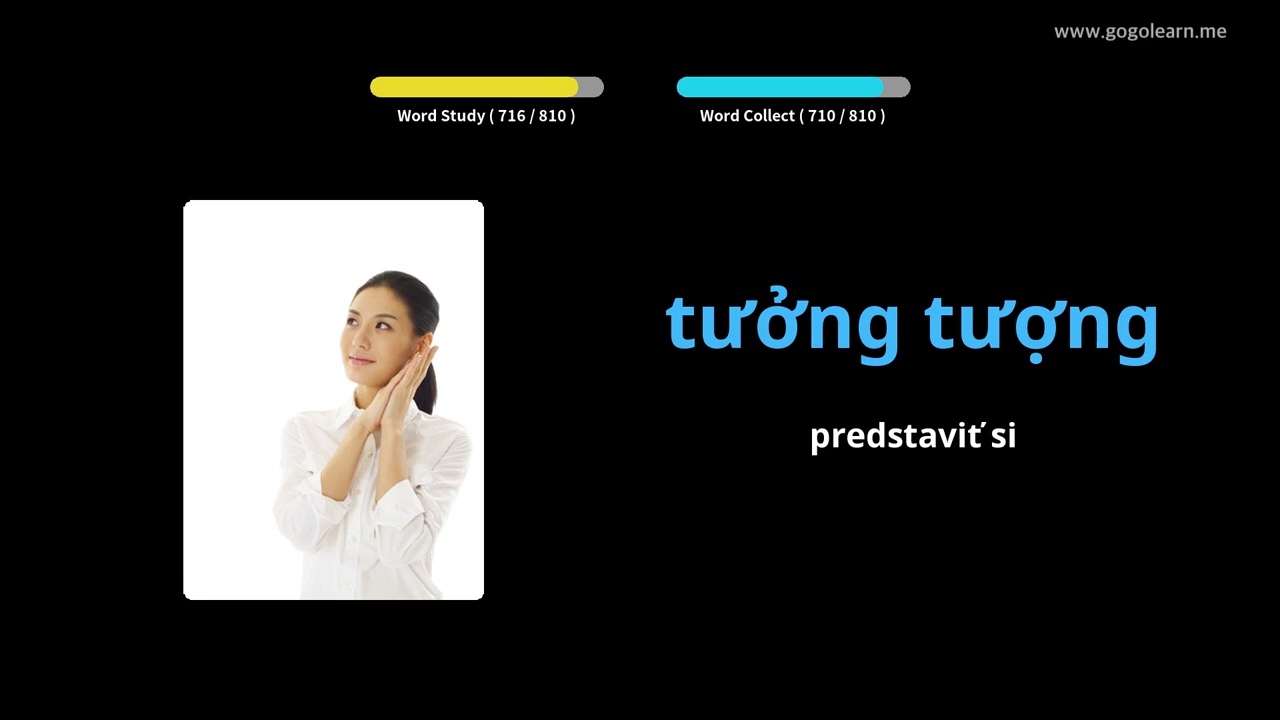 www.gogolearn.me
Word Study ( 716 / 810 )
Word Collect ( 710 / 810 )
tưởng tượng
predstaviť si